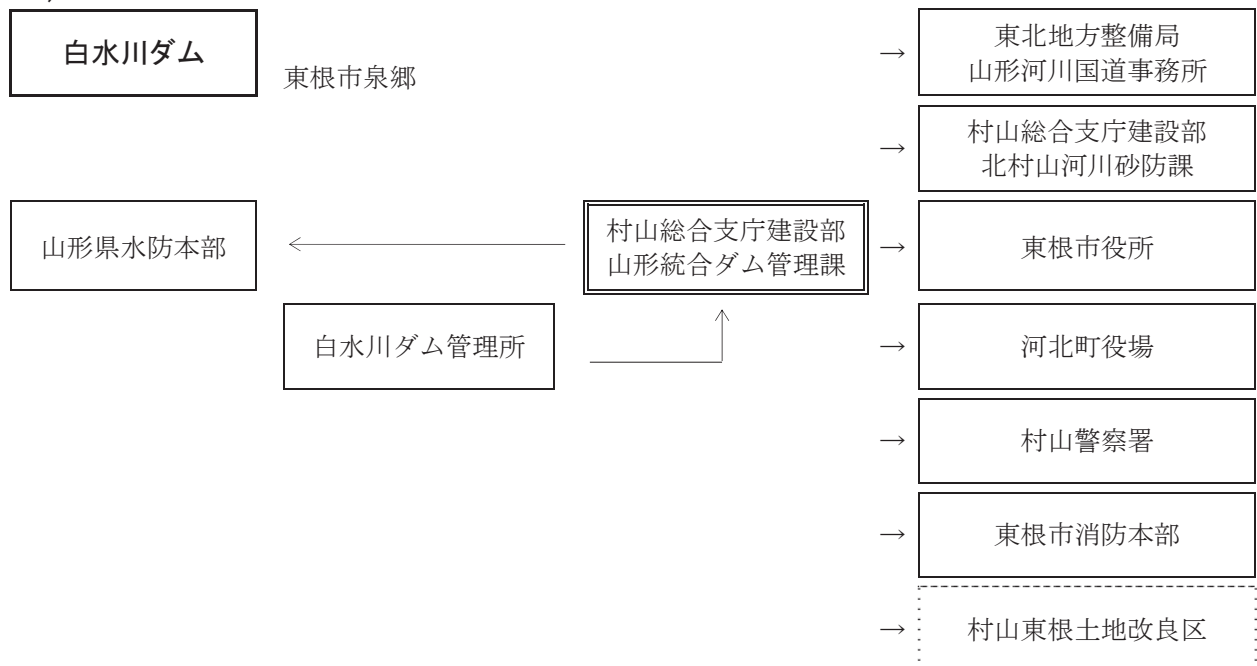 白水川ダム
東根市泉郷
→
東北地方整備局
山形河川国道事務所
→
村山総合支庁建設部
北村山河川砂防課
山形県水防本部
村山総合支庁建設部
山形統合ダム管理課
→
東根市役所
白水川ダム管理所
→
河北町役場
→
村山警察署
→
東根市消防本部
→
村山東根土地改良区